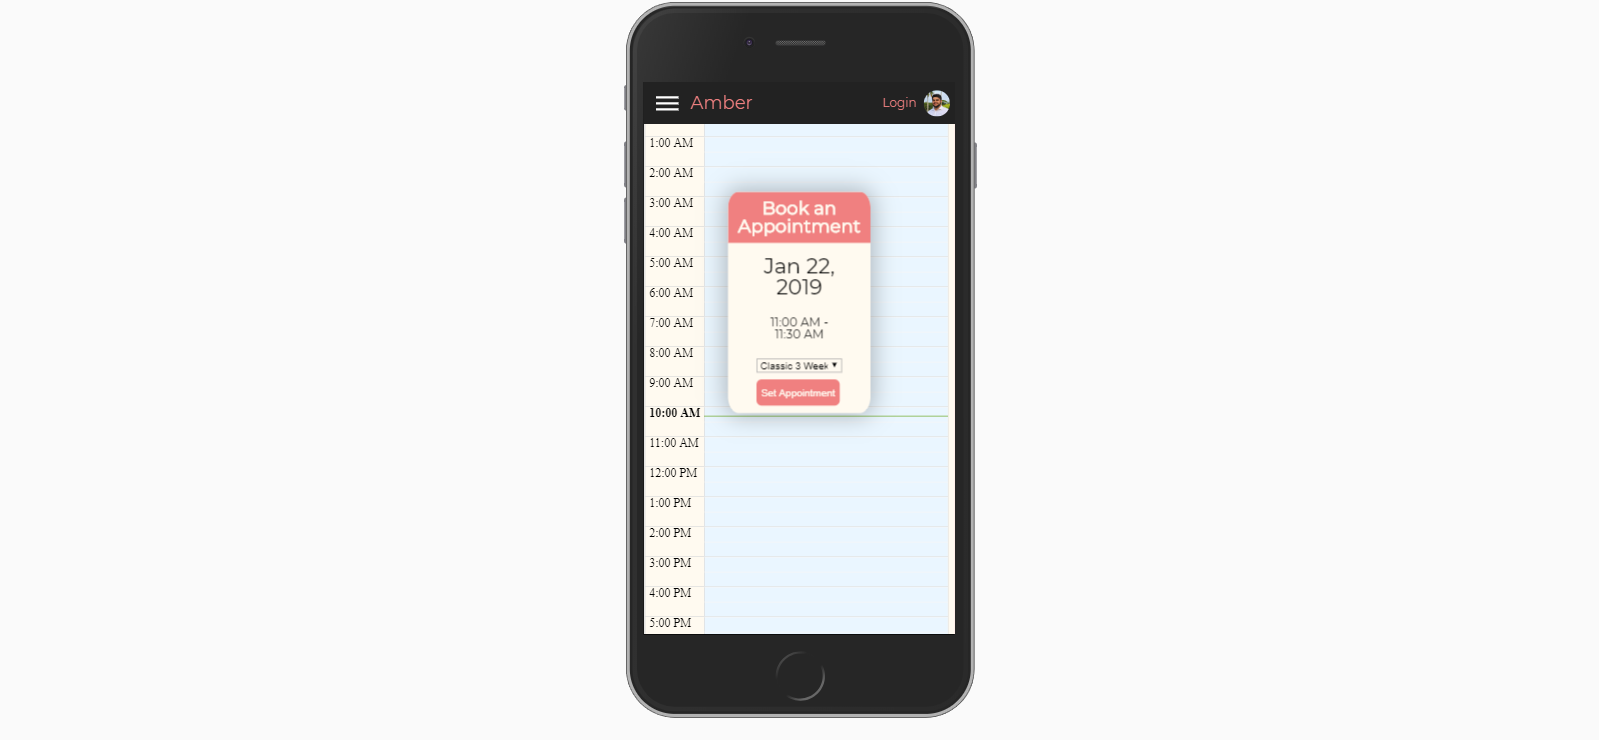 Amber
Login
1:00 AM
2:00 AM
3:00 AM
4:00 AM
5:00 AM
6:00 AM
7:00 AM
8:00 AM
9:00 AM
10:00 AM
11:00 AM
12:00 PM
1:00 PM
2:00 PM
3:00 PM
4:00 PM
5:00 PM
Book an
Appointment
Jan 22,
2019
11:00 AM -
11:30 AM
Classic 3 Week
Set Appointment